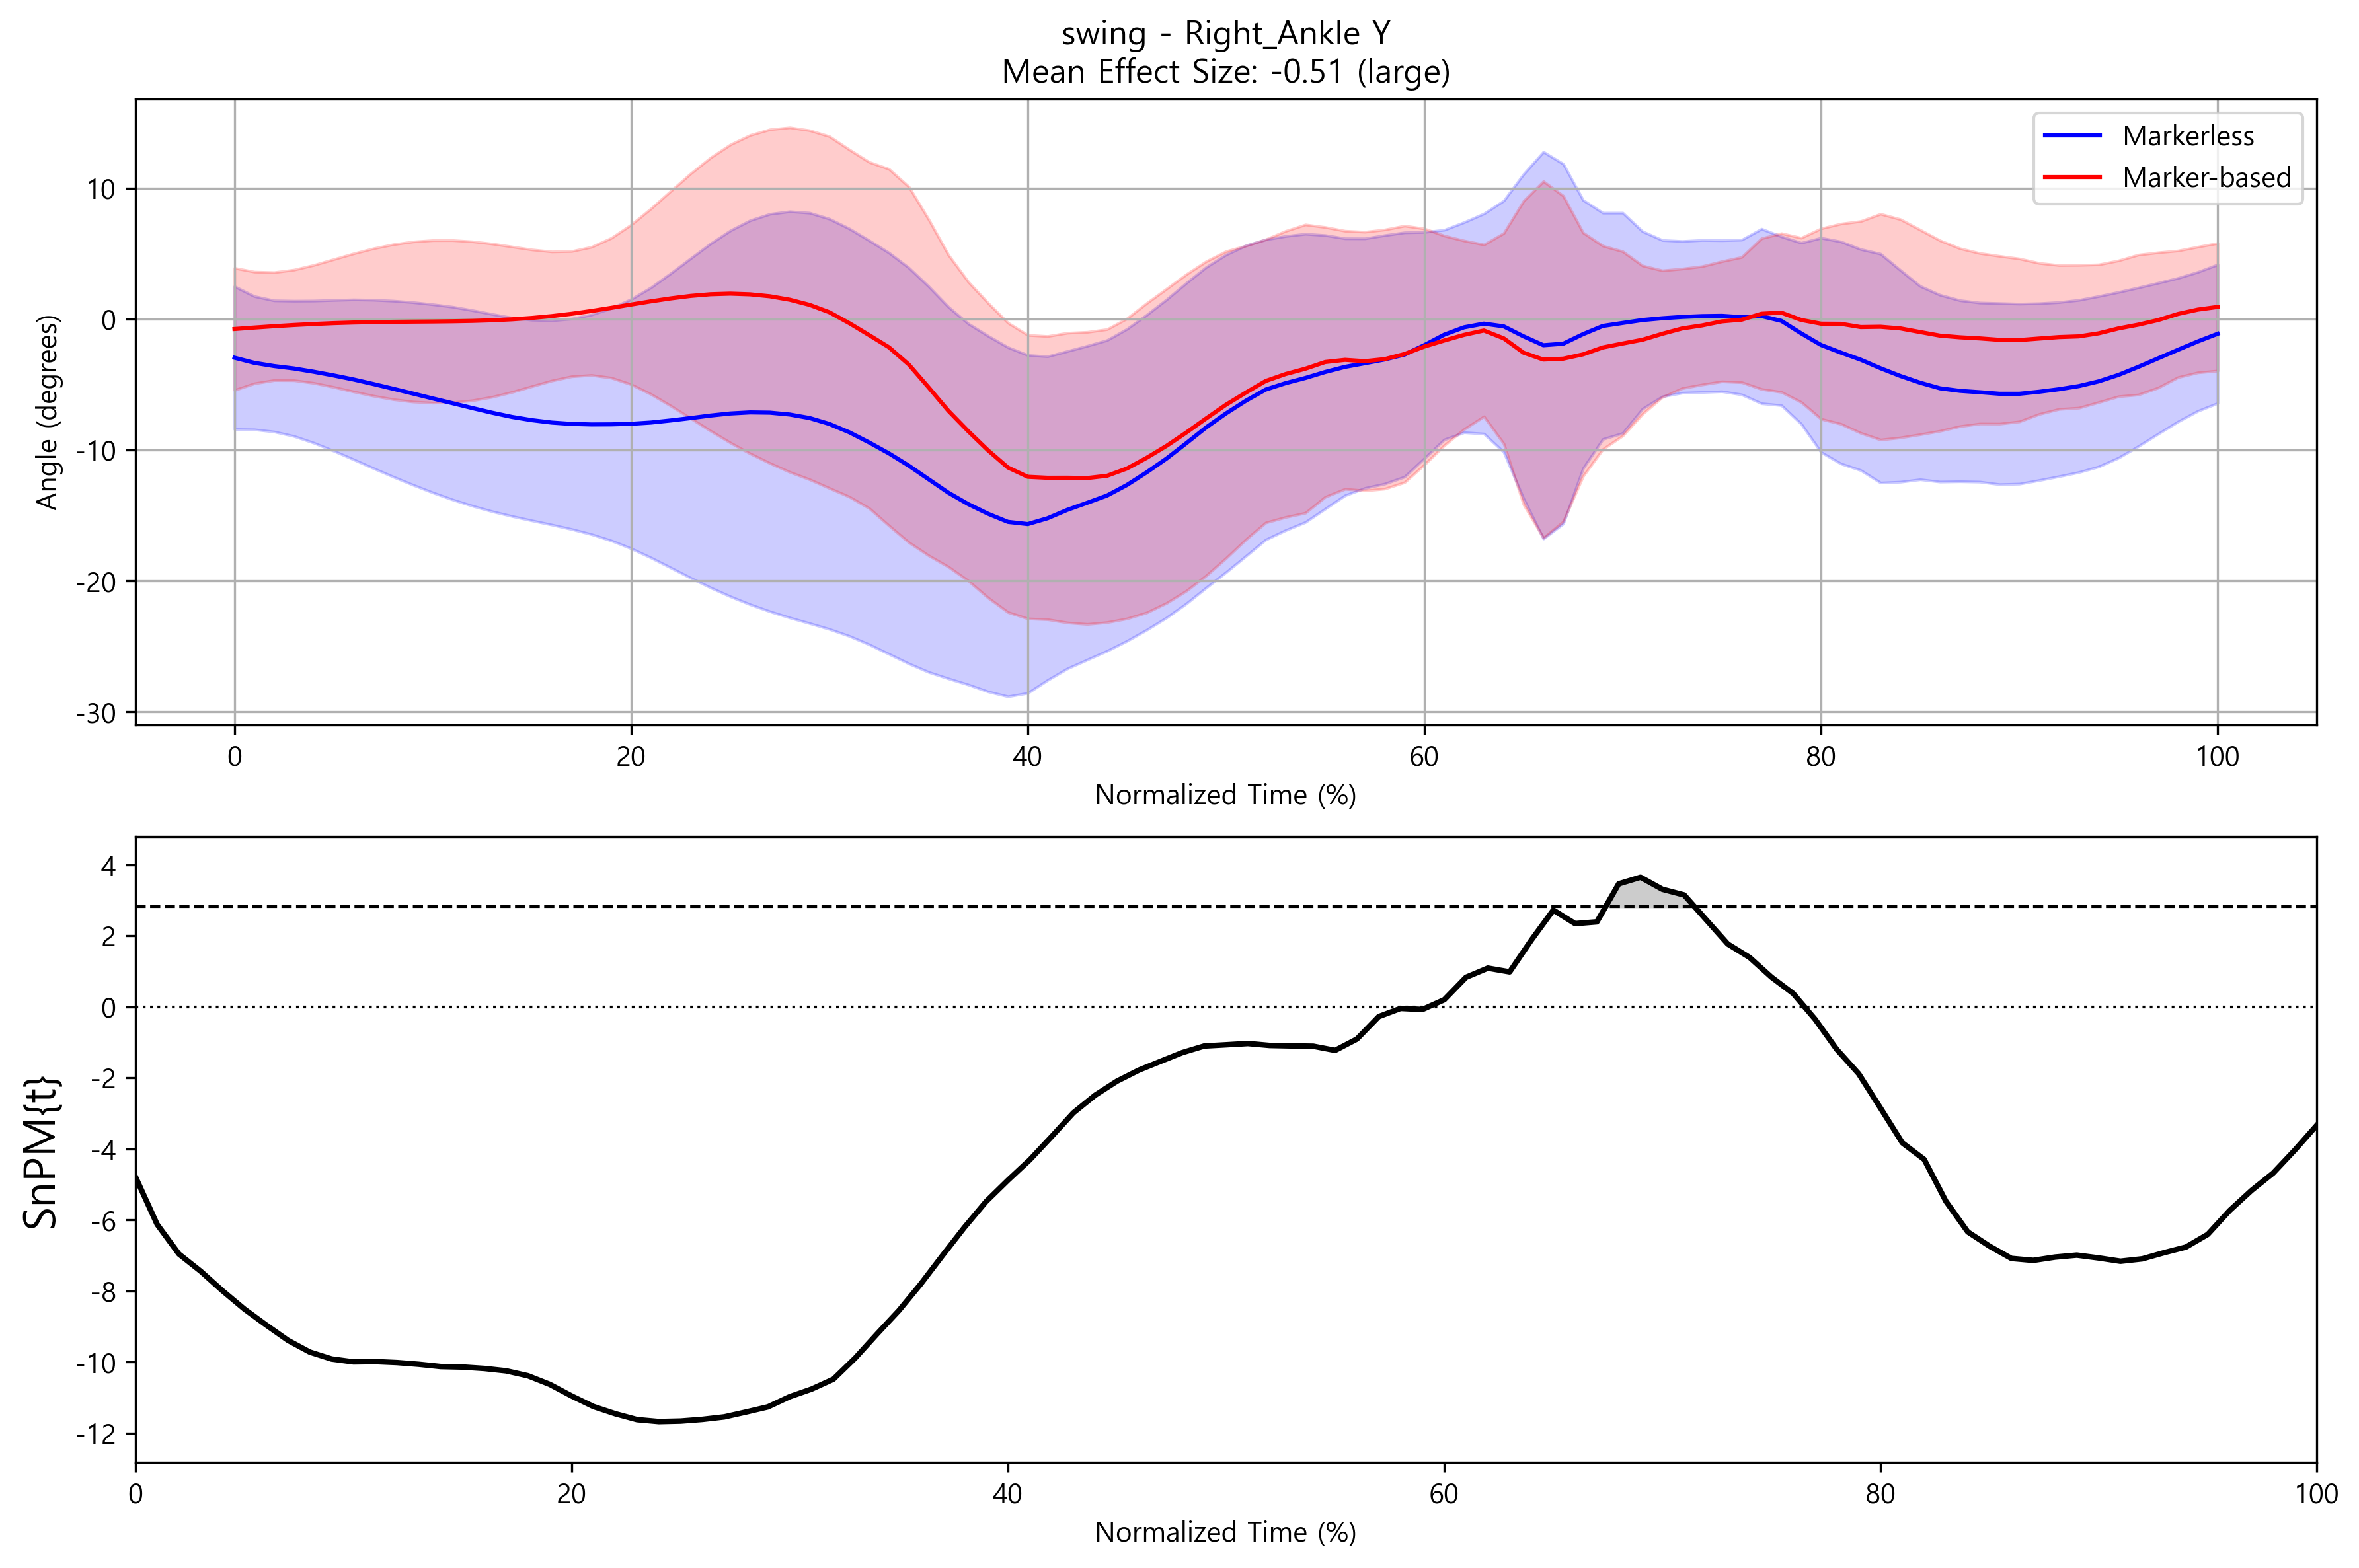 swing - Right_Ankle Y
Mean Effect Size: -0.51 (large)
Markerless
Marker-based
Angle (degrees)
10
0
-10
-20
-30
0 20 40 60 80 100
Normalized Time (%)
SnPM{t}
4
2
0
-2
-4
-6
-8
-10
-12
0 20 40 60 80 100
Normalized Time (%)